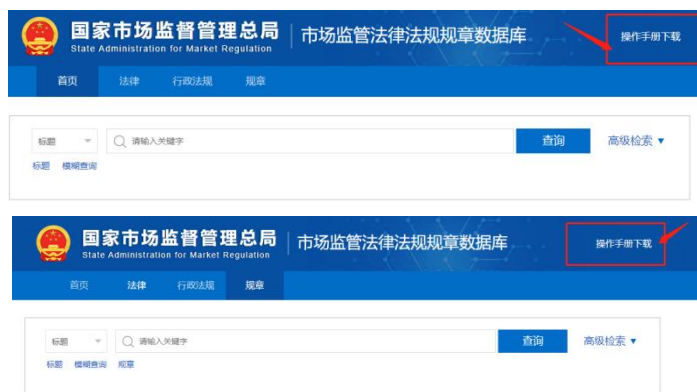 国家市场监督管理总局 市场监管法律法规规章数据库 操作手册下载
State Administration for Market Regulation
首页 法律 行政法规 规章
标题 请输入关键字 查询 高级检索
标题 模糊查询
国家市场监督管理总局 市场监管法律法规规章数据库 操作手册下载
State Administration for Market Regulation
首页 法律 行政法规 规章
标题 请输入关键字 查询 高级检索
标题 模糊查询 规章